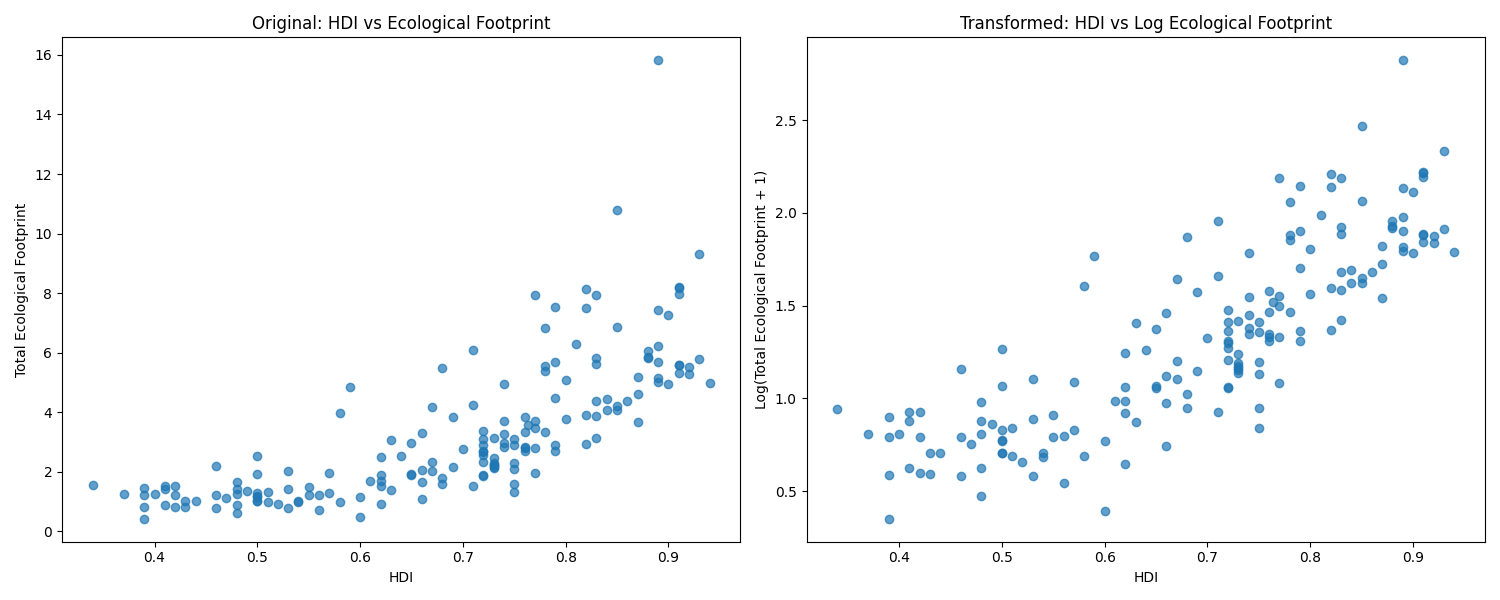 Original: HDI vs Ecological Footprint
Total Ecological Footprint
16
14
12
10
8
6
4
2
0
0.4 0.5 0.6 0.7 0.8 0.9
HDI
Transformed: HDI vs Log Ecological Footprint
Log(Total Ecological Footprint + 1)
2.5
2.0
1.5
1.0
0.5
0.4 0.5 0.6 0.7 0.8 0.9
HDI